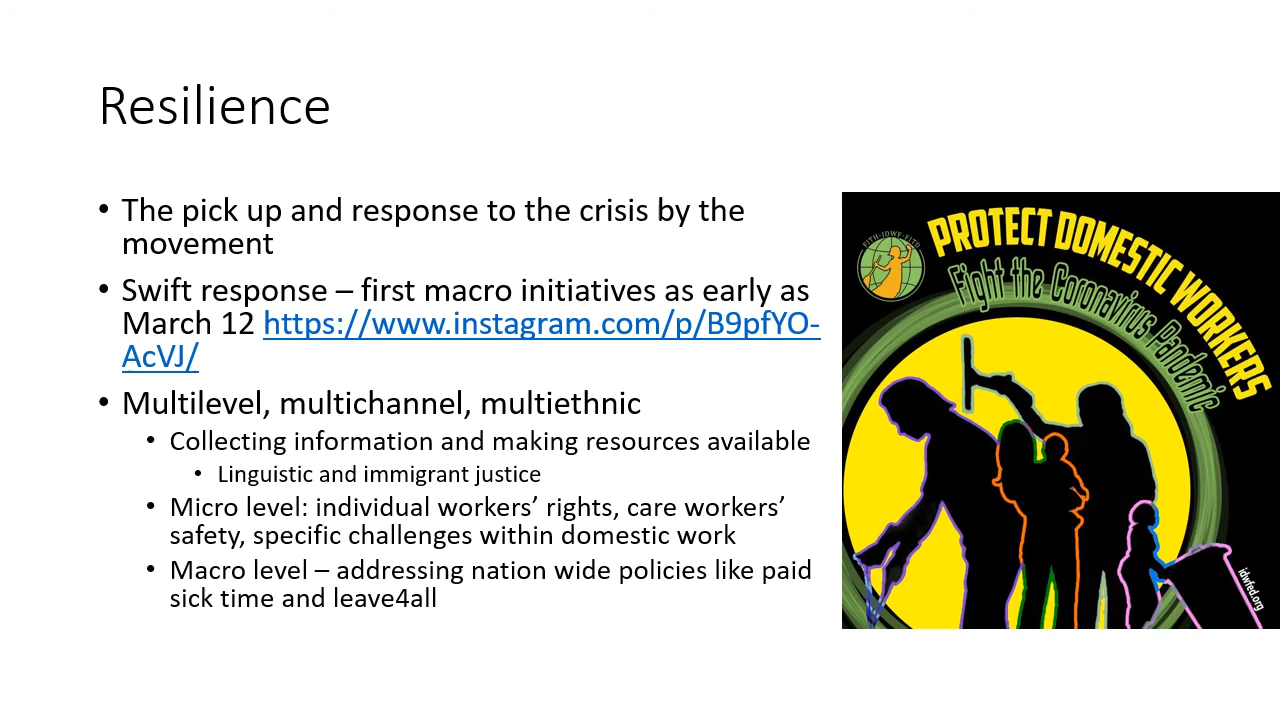 Resilience
• The pick up and response to the crisis by the
movement
• Swift response – first macro initiatives as early as
March 12 https://www.instagram.com/p/B9pfYO-
AcVJ/
• Multilevel, multichannel, multiethnic
• Collecting information and making resources available
• Linguistic and immigrant justice
• Micro level: individual workers’ rights, care workers’
safety, specific challenges within domestic work
• Macro level – addressing nation wide policies like paid
sick time and leave4all
PROTECT DOMESTIC WORKERS
Fight the Coronavirus Pandemic
FITH-IDWF-FITD
idwfed.org